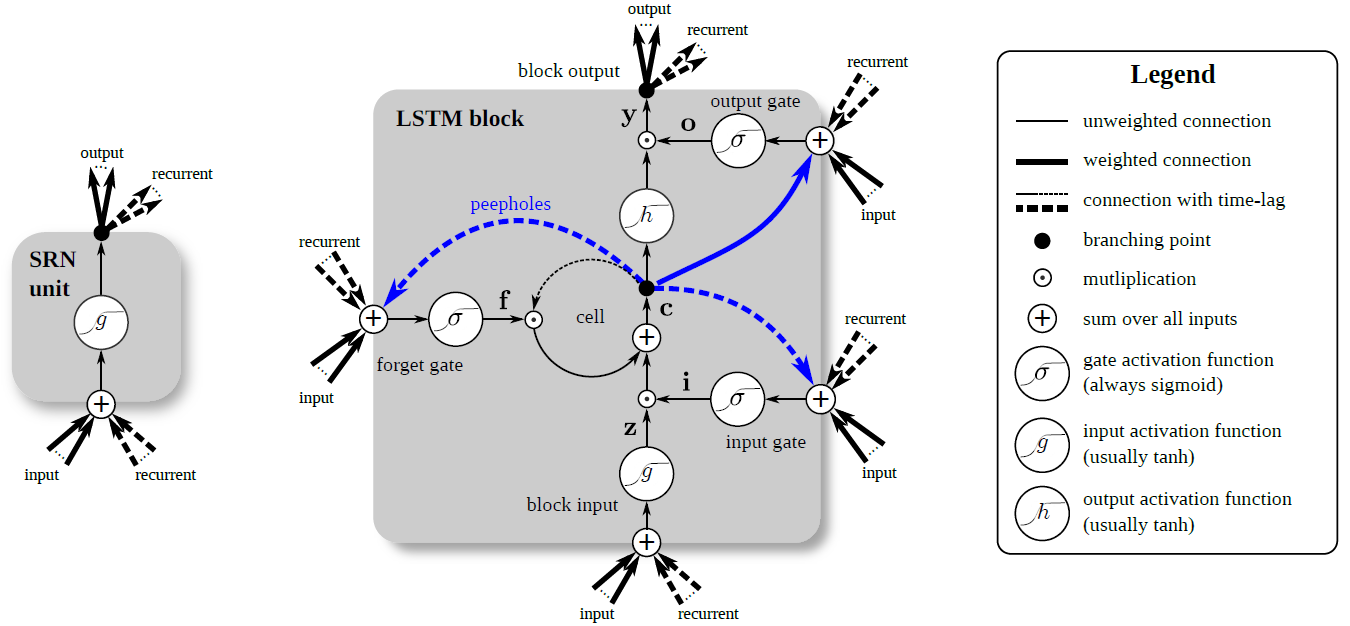 SRN
unit
output
recurrent
g
+
input
recurrent
LSTM block
output
recurrent
block output
y
o
output gate
σ
+
recurrent
input
h
peepholes
recurrent
+
σ
f
forget gate
input
cell
c
+
i
σ
+
recurrent
input gate
input
z
g
block input
+
input
recurrent
Legend
unweighted connection
weighted connection
connection with time-lag
branching point
mutliplication
+ sum over all inputs
σ gate activation function
(always sigmoid)
g input activation function
(usually tanh)
h output activation function
(usually tanh)